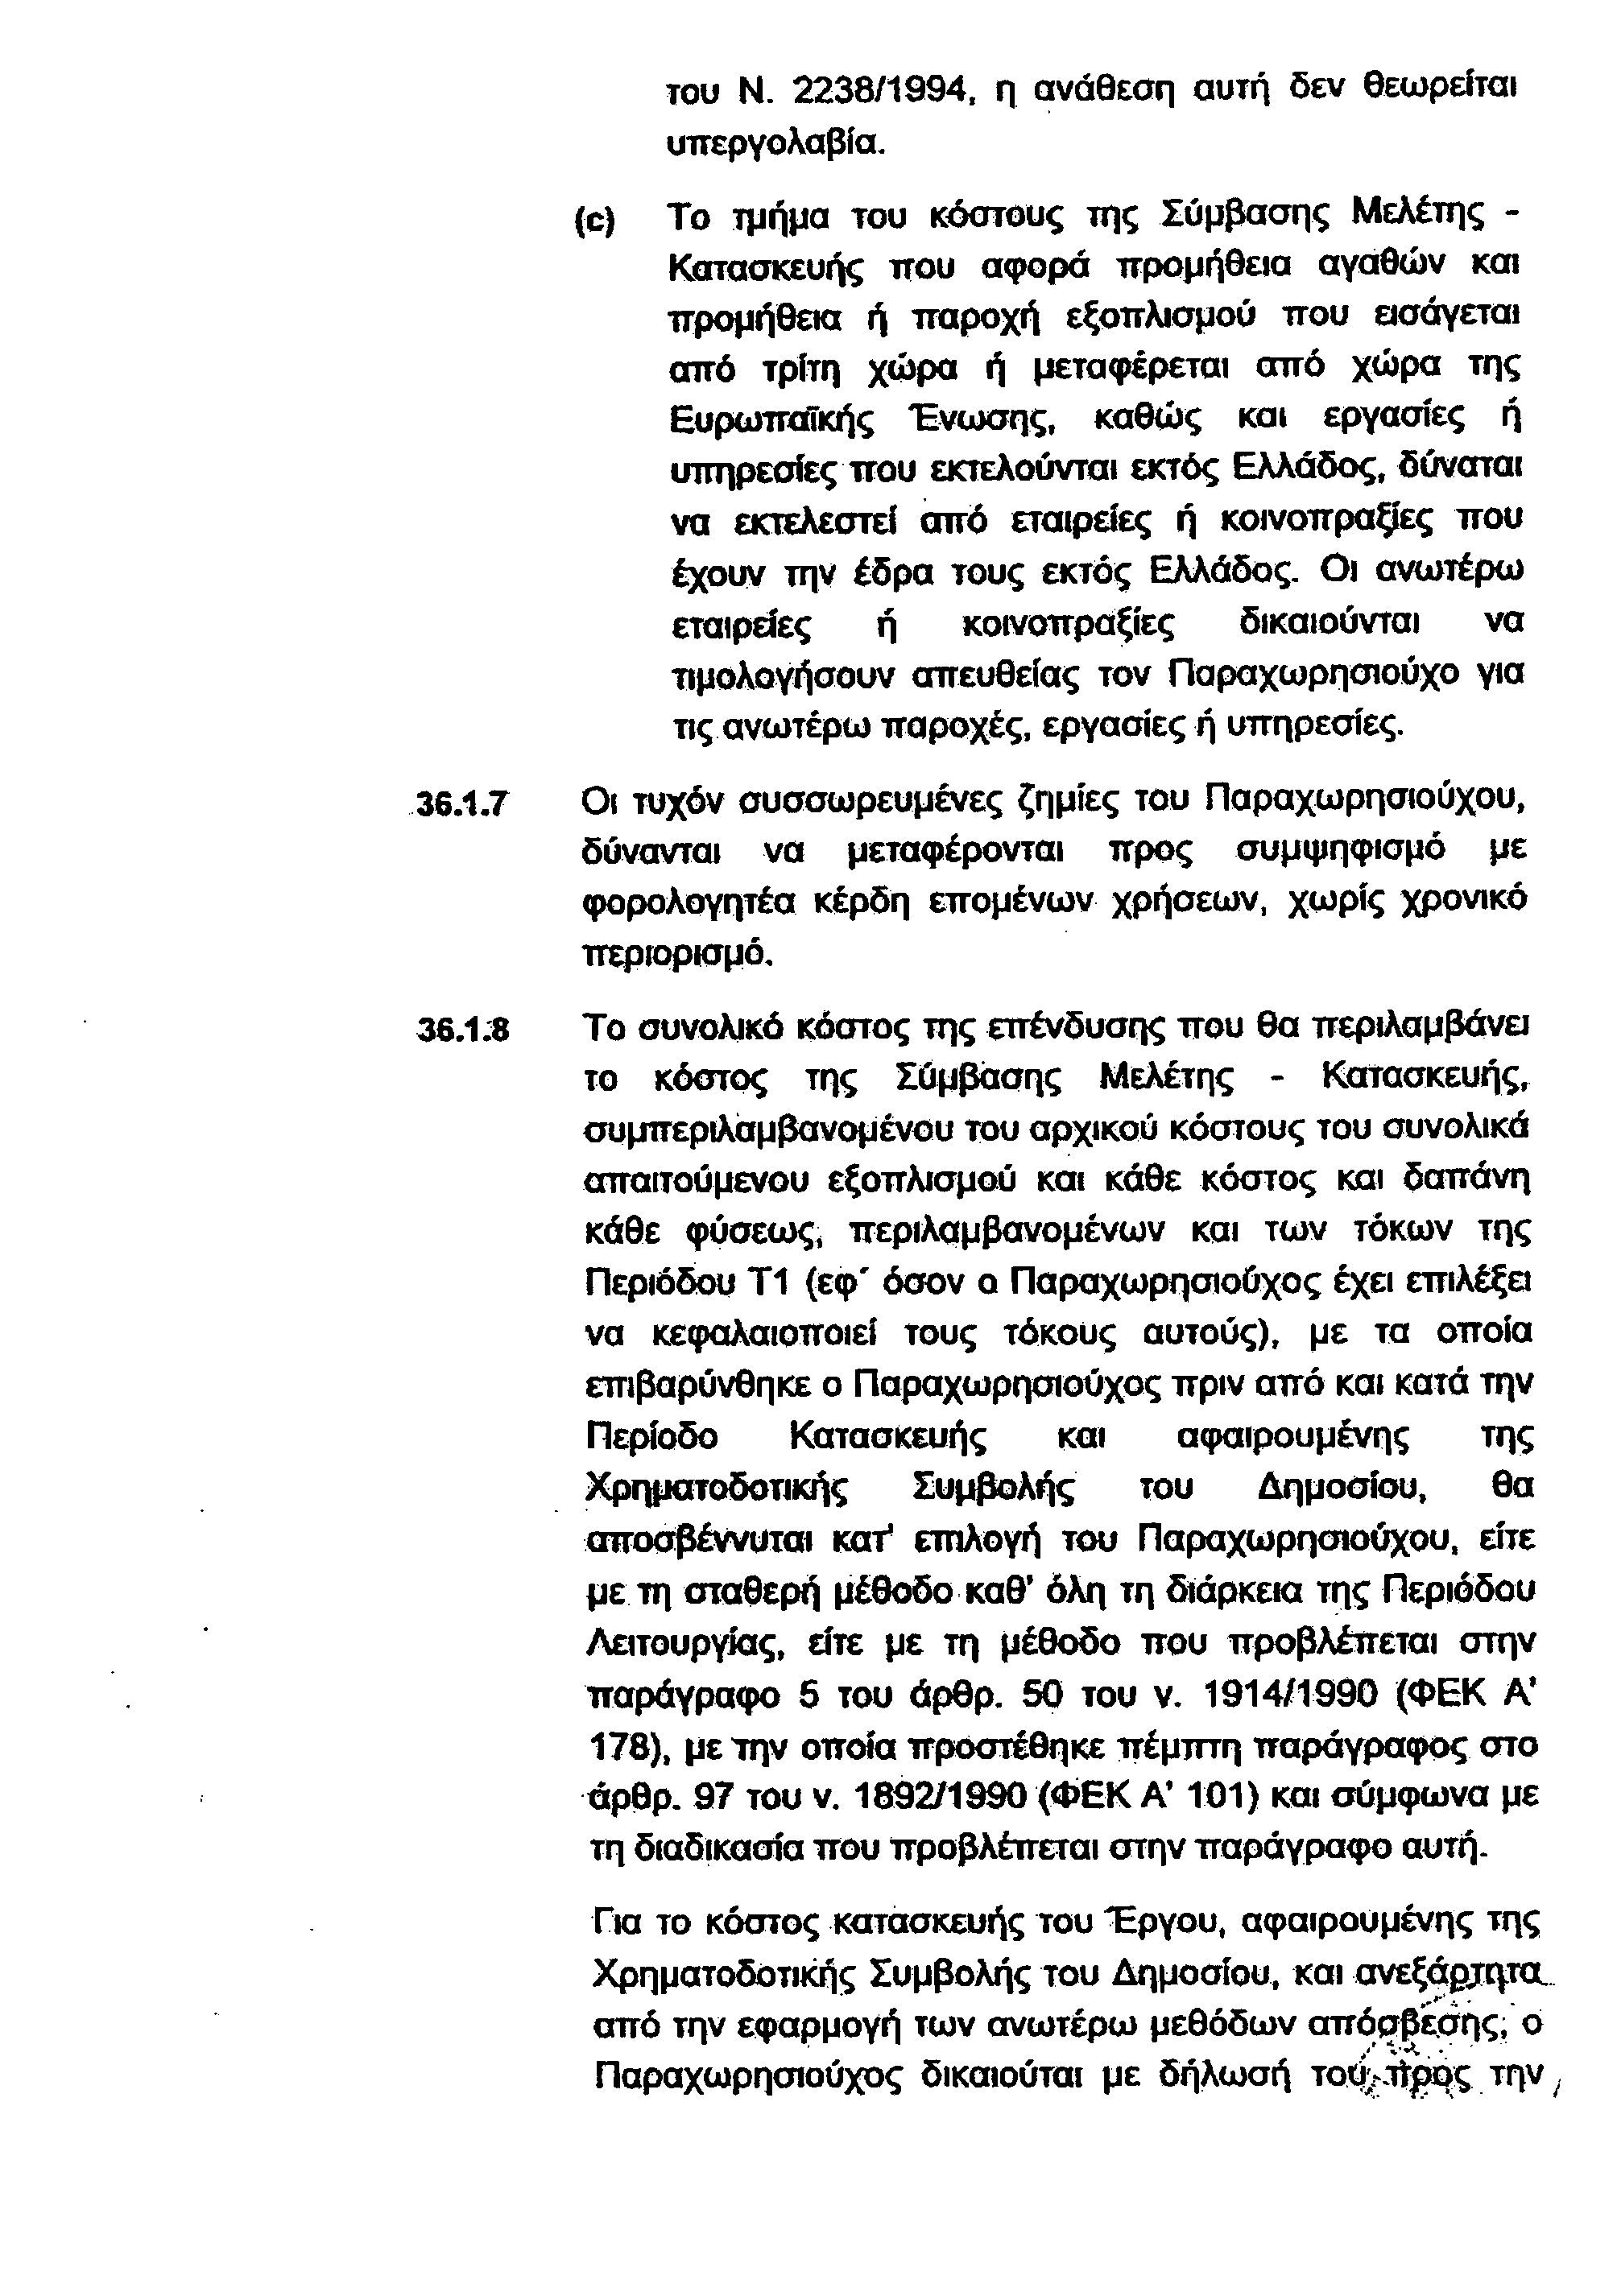 του Ν. 2238/1994, η ανάθεση αυτή δεν θεωρείται
υπεργολαβία.
(c) Το τμήμα του κόστους της Σύμβασης Μελέτης -
Κατασκευής που αφορά προμήθεια αγαθών και
προμήθεια ή παροχή εξοπλισμού που εισάγεται
από τρίτη χώρα ή μεταφέρεται από χώρα της
Ευρωπαϊκής Ένωσης, καθώς και εργασίες ή
υπηρεσίες που εκτελούνται εκτός Ελλάδος, δύναται
να εκτελεστεί από εταιρείες ή κοινοπραξίες που
έχουν την έδρα τους εκτός Ελλάδος. Οι ανωτέρω
εταιρείες ή κοινοπραξίες δικαιούνται να
τιμολογήσουν απευθείας τον Παραχωρησιούχο για
τις ανωτέρω παροχές, εργασίες ή υπηρεσίες.
36.1.7 Οι τυχόν συσσωρευμένες ζημίες του Παραχωρησιούχου,
δύνανται να μεταφέρονται προς συμψηφισμό με
φορολογητέα κέρδη επομένων χρήσεων, χωρίς χρονικό
περιορισμό.
36.1.8 Το συνολικό κόστος της επένδυσης που θα περιλαμβάνει
το κόστος της Σύμβασης Μελέτης - Κατασκευής,
συμπεριλαμβανομένου του αρχικού κόστους του συνολικά
απαιτούμενου εξοπλισμού και κάθε κόστος και δαπάνη
κάθε φύσεως, περιλαμβανομένων και των τόκων της
Περιόδου Τ1 (εφ' όσον ο Παραχωρησιούχος έχει επιλέξει
να κεφαλαιοποιεί τους τόκους αυτούς), με τα οποία
επιβαρύνθηκε ο Παραχωρησιούχος πριν από και κατά την
Περίοδο Κατασκευής και αφαιρουμένης της
Χρηματοδοτικής Συμβολής του Δημοσίου, θα
αποσβέννυται κατ' επιλογή του Παραχωρησιούχου, είτε
με τη σταθερή μέθοδο καθ' όλη τη διάρκεια της Περιόδου
Λειτουργίας, είτε με τη μέθοδο που προβλέπεται στην
παράγραφο 5 του άρθρ. 50 του ν. 1914/1990 (ΦΕΚ Α'
178), με την οποία προστέθηκε πέμπτη παράγραφος στο
άρθρ. 97 του ν. 1892/1990 (ΦΕΚ Α' 101) και σύμφωνα με
τη διαδικασία που προβλέπεται στην παράγραφο αυτή.
Για το κόστος κατασκευής του Έργου, αφαιρουμένης της
Χρηματοδοτικής Συμβολής του Δημοσίου, και ανεξάρτητα
από την εφαρμογή των ανωτέρω μεθόδων απόσβεσης, ο
Παραχωρησιούχος δικαιούται με δήλωσή του προς την